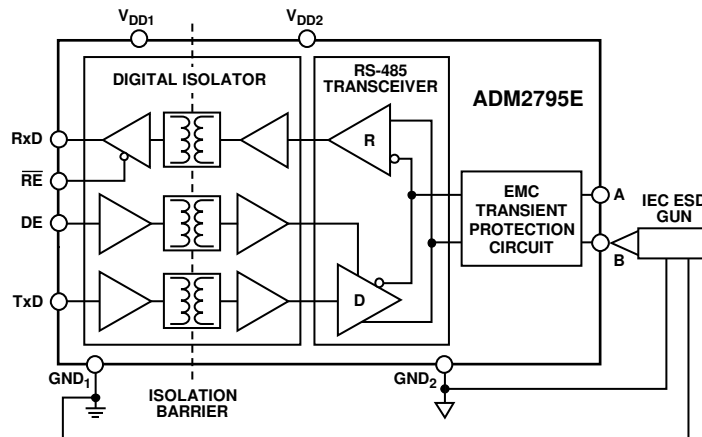 VDD1
VDD2
DIGITAL ISOLATOR
RS-485
TRANSCEIVER
ADM2795E
RxD
R
RE
EMC
TRANSIENT
PROTECTION
CIRCUIT
A
IEC ESD
GUN
DE
B
TxD
D
GND1
GND2
ISOLATION
BARRIER